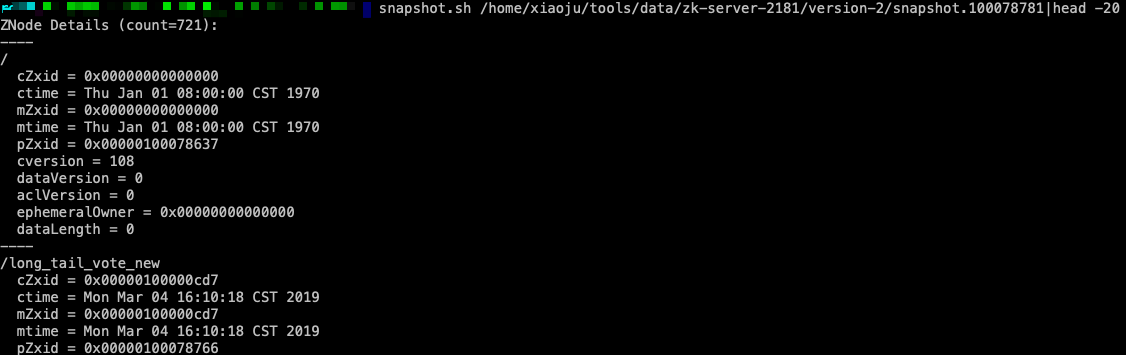 snapshot.sh /home/xiaoju/tools/data/zk-server-2181/version-2/snapshot.100078781|head -20
ZNode Details (count=721):
----
/
  cZxid = 0x00000000000000
  ctime = Thu Jan 01 08:00:00 CST 1970
  mZxid = 0x00000000000000
  mtime = Thu Jan 01 08:00:00 CST 1970
  pZxid = 0x00000100078637
  cversion = 108
  dataVersion = 0
  aclVersion = 0
  ephemeralOwner = 0x00000000000000
  dataLength = 0
----
/long_tail_vote_new
  cZxid = 0x00000100000cd7
  ctime = Mon Mar 04 16:10:18 CST 2019
  mZxid = 0x00000100000cd7
  mtime = Mon Mar 04 16:10:18 CST 2019
  pZxid = 0x00000100078766